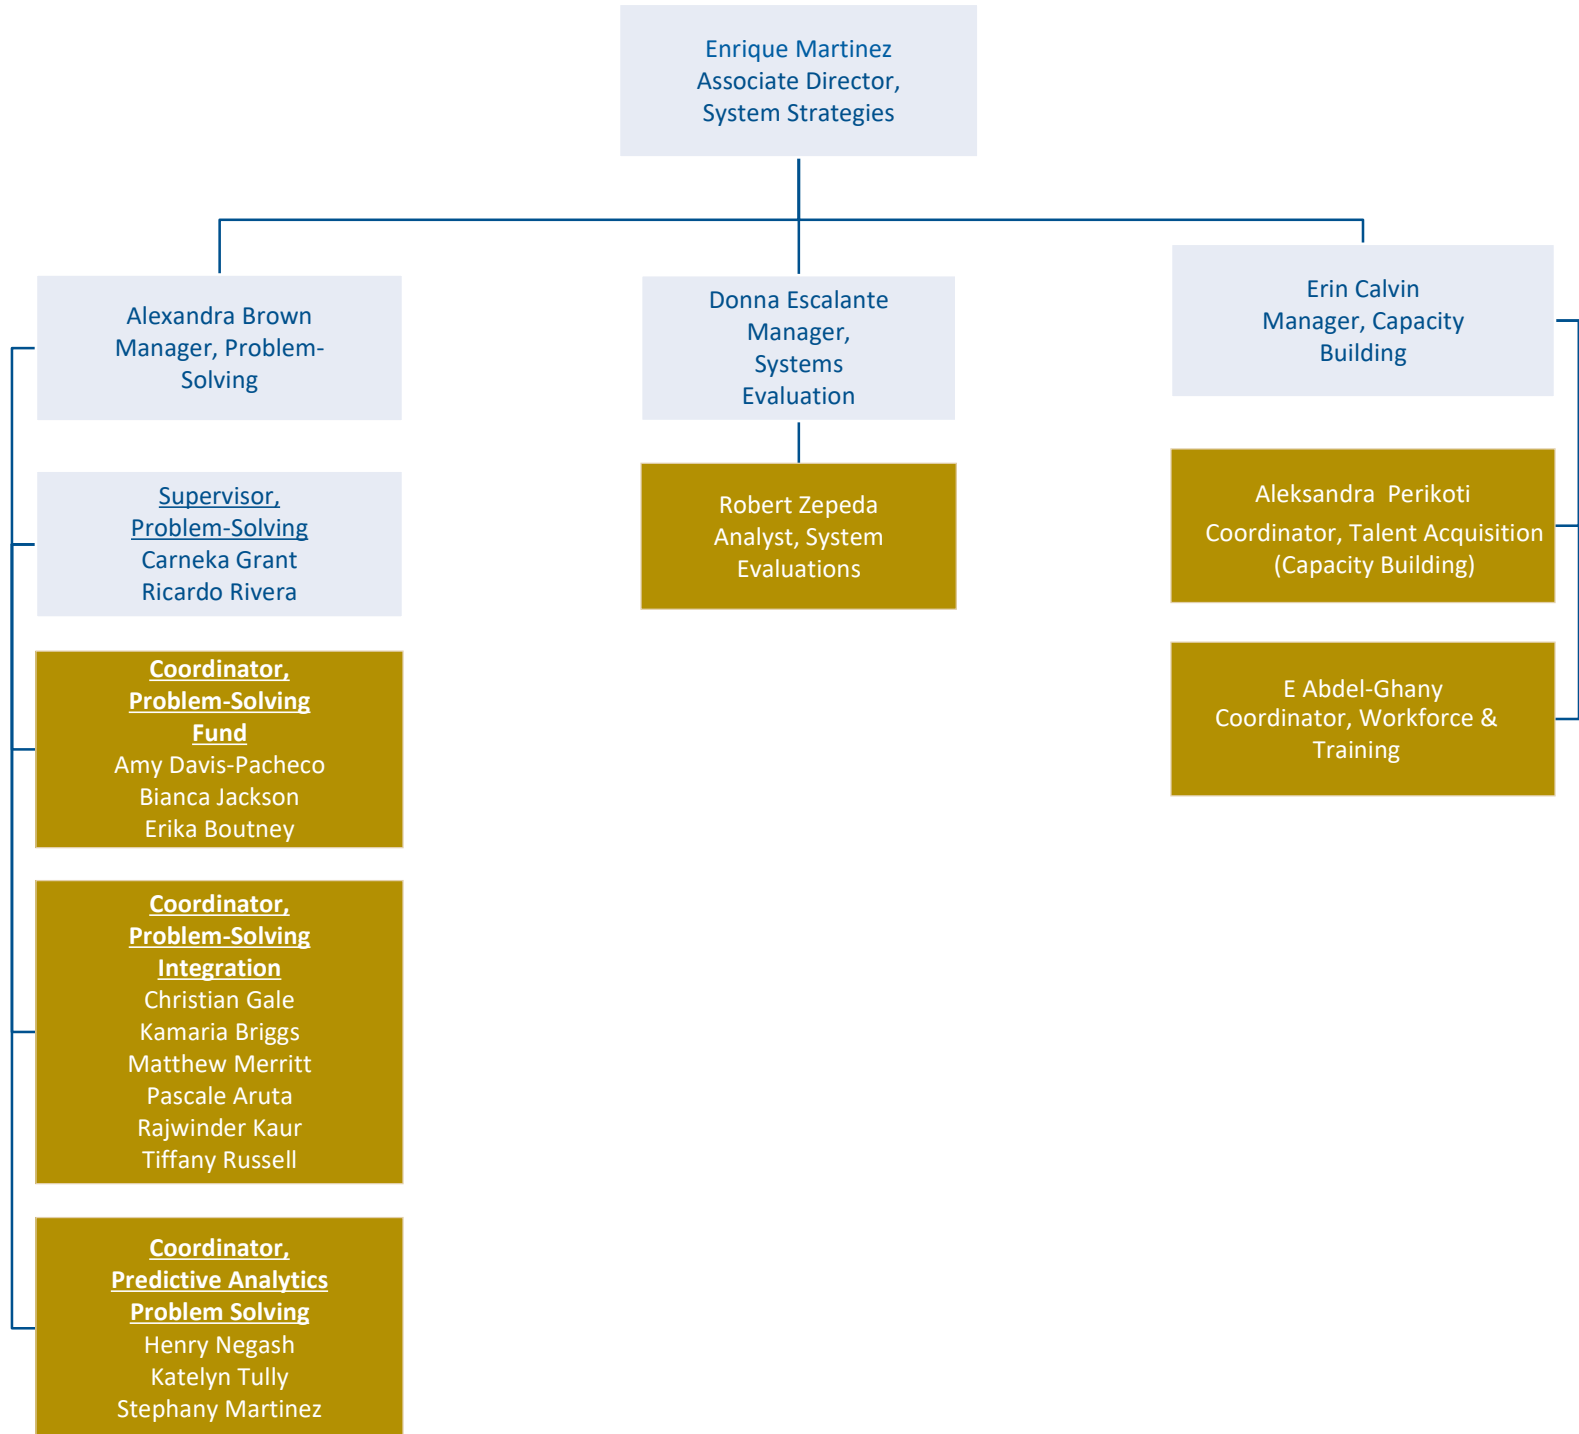 Enrique Martinez
Associate Director,
System Strategies
Alexandra Brown
Manager, Problem-
Solving
Supervisor,
Problem-Solving
Carneka Grant
Ricardo Rivera
Coordinator,
Problem-Solving
Fund
Amy Davis-Pacheco
Bianca Jackson
Erika Boutney
Coordinator,
Problem-Solving
Integration
Christian Gale
Kamaria Briggs
Matthew Merritt
Pascale Aruta
Rajwinder Kaur
Tiffany Russell
Coordinator,
Predictive Analytics
Problem Solving
Henry Negash
Katelyn Tully
Stephany Martinez
Donna Escalante
Manager,
Systems
Evaluation
Robert Zepeda
Analyst, System
Evaluations
Erin Calvin
Manager, Capacity
Building
Aleksandra  Perikoti
Coordinator, Talent Acquisition
(Capacity Building)
E Abdel-Ghany
Coordinator, Workforce &
Training